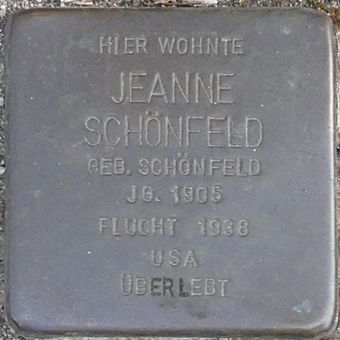 HIER WOHNTE
JEANNE
SCHÖNFELD
GEB. SCHÖNFELD
JG. 1905
FLUCHT 1938
USA
ÜBERLEBT